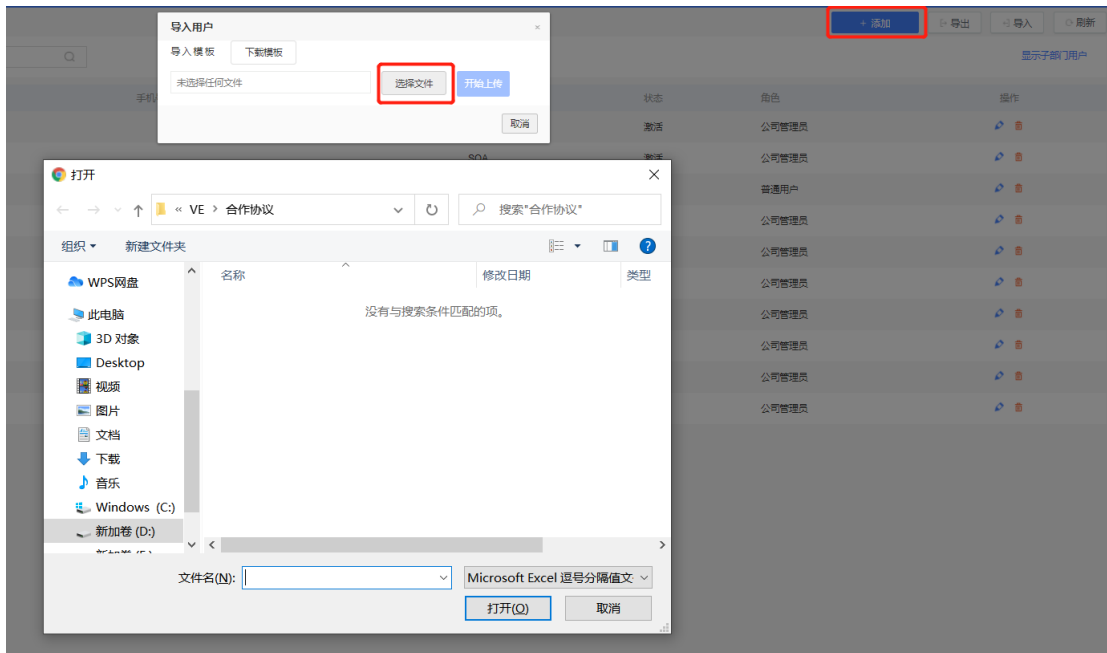 导入用户 ×
+ 添加 导出 导入 刷新
导入模板 下载模板
显示子部门用户
未选择任何文件 选择文件 开始上传
手机 状态 角色 操作
取消
激活 公司管理员
SOA 激活 公司管理员
打开
普通用户
« VE > 合作协议 搜索"合作协议"
公司管理员
组织 新建文件夹 ?
公司管理员
名称 修改日期 类型
WPS网盘
公司管理员
没有与搜索条件匹配的项。
此电脑 公司管理员
3D 对象
公司管理员
Desktop
公司管理员
视频
图片 公司管理员
文档
下载
音乐
Windows (C:)
新加卷 (D:)
文件名(N): Microsoft Excel 逗号分隔值文
打开(O) 取消